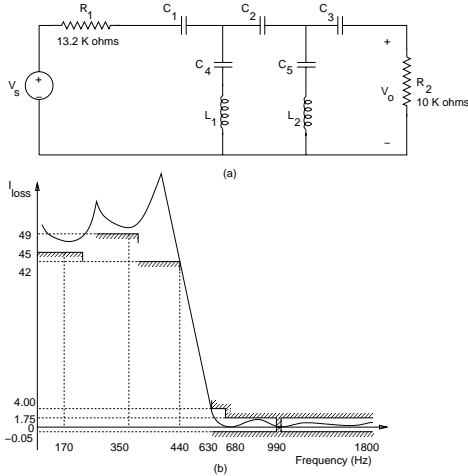 R1
13.2 K ohms
C1
C2
C3
C4
C5
L1
L2
Vs
+
−
+
Vo
−
R2
10 K ohms
(a)
Iloss
49
45
42
4.00
1.75
0
−0.05
170 350 440 630 680 990 1800
Frequency (Hz)
(b)